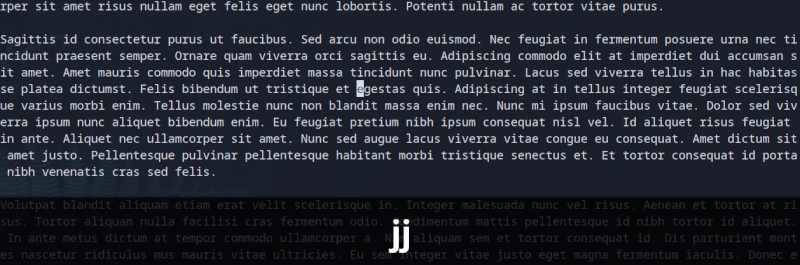 rper sit amet risus nullam eget felis eget nunc lobortis. Potenti nullam ac tortor vitae purus.
Sagittis id consectetur purus ut faucibus. Sed arcu non odio euismod. Nec feugiat in fermentum posuere urna nec ti
ncidunt praesent semper. Ornare quam viverra orci sagittis eu. Adipiscing commodo elit at imperdiet dui accumsan s
it amet. Amet mauris commodo quis imperdiet massa tincidunt nunc pulvinar. Lacus sed viverra tellus in hac habitas
se platea dictumst. Felis bibendum ut tristique et egestas quis. Adipiscing at in tellus integer feugiat scelerisq
ue varius morbi enim. Tellus molestie nunc non blandit massa enim nec. Nunc mi ipsum faucibus vitae. Dolor sed viv
erra ipsum nunc aliquet bibendum enim. Eu feugiat pretium nibh ipsum consequat nisl vel. Id aliquet risus feugiat
in ante. Aliquet nec ullamcorper sit amet. Nunc sed augue lacus viverra vitae congue eu consequat. Amet dictum sit
amet justo. Pellentesque pulvinar pellentesque habitant morbi tristique senectus et. Et tortor consequat id porta
nibh venenatis cras sed felis.
Volutpat blandit aliquam etiam erat velit scelerisque in. Integer malesuada nunc vel risus. Aenean et tortor at ri
sus. Tortor aliquam nulla facilisi cras fermentum odio. mentum mattis pellentesque id nibh tortor id aliquet.
In ante metus dictum at tempor commodo ullamcorper a. aliquam sem et tortor consequat id. Dis parturient mont
es nascetur ridiculus mus mauris vitae ultricies. Eu sem integer vitae justo eget magna fermentum iaculis. Donec e
jj